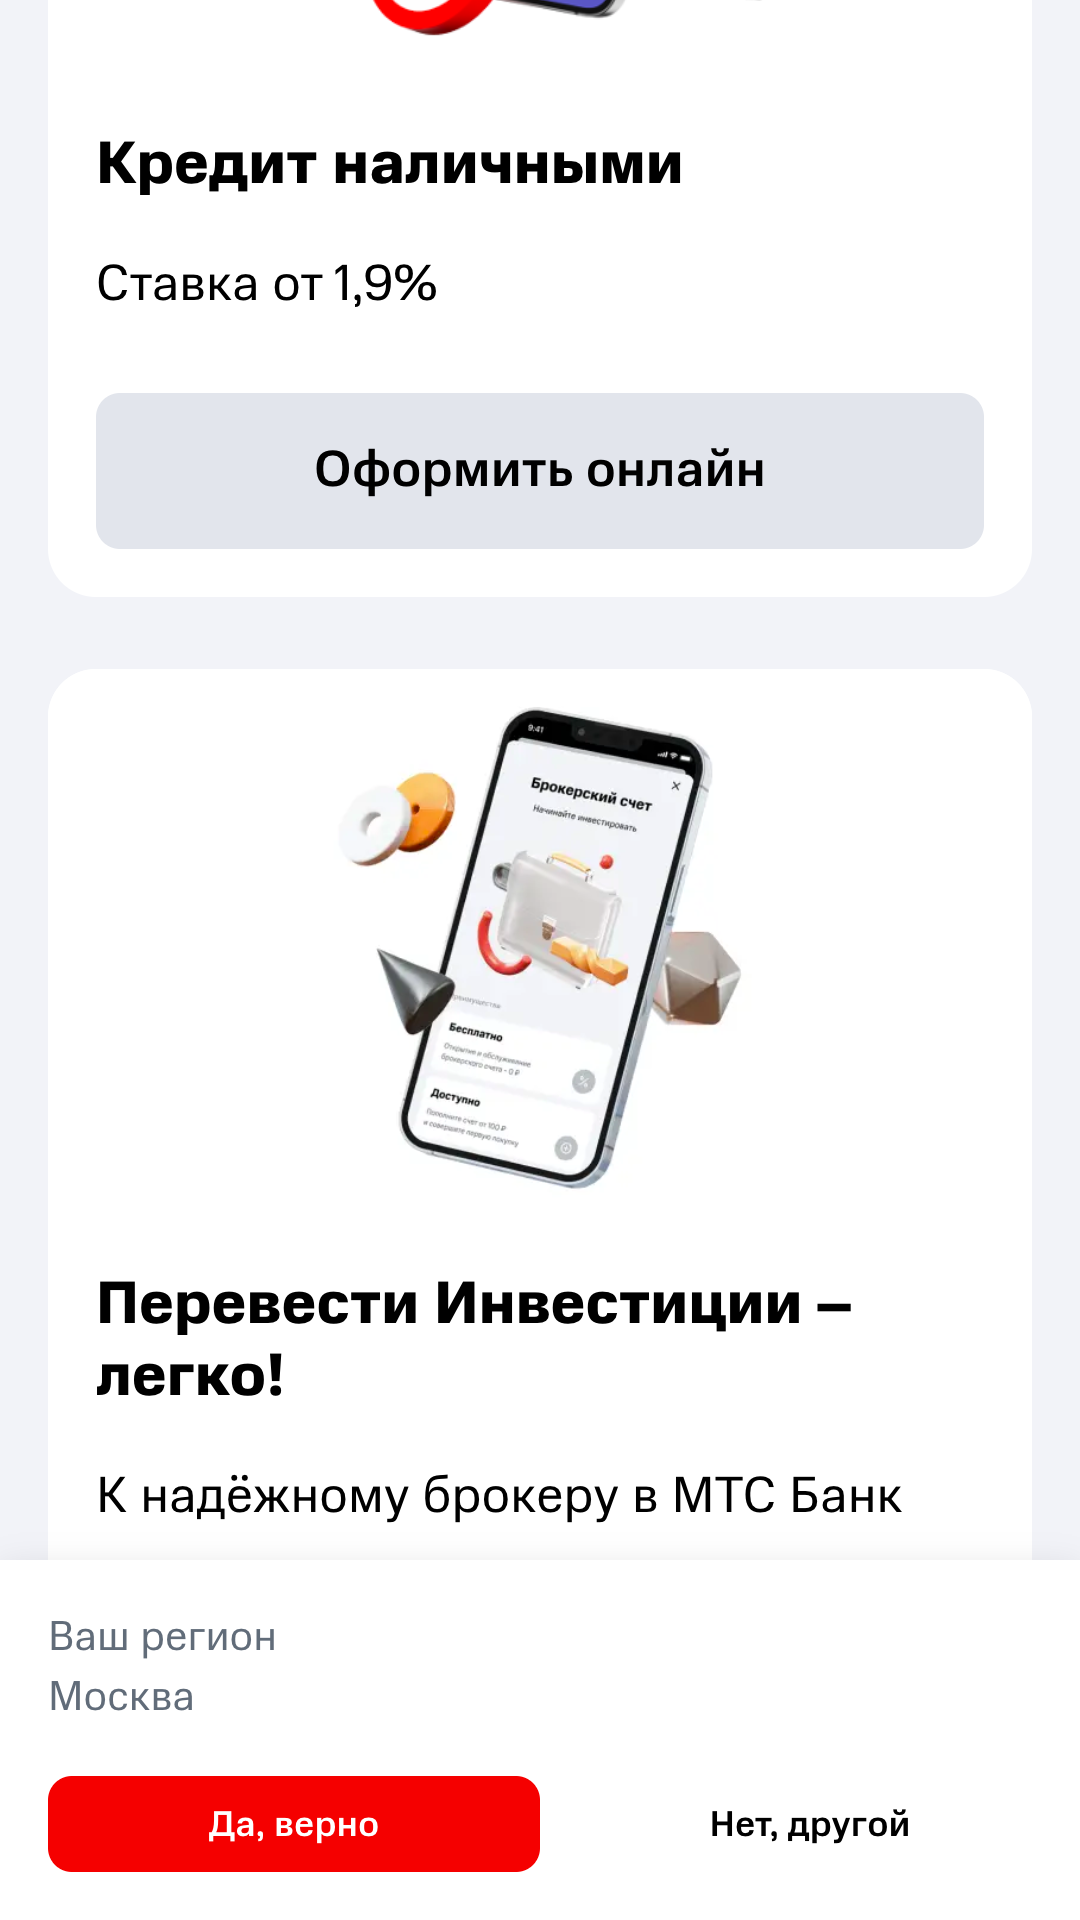 Кредит наличными
Ставка от 1,9%
Оформить онлайн
9:41
Брокерский счет
Начинайте инвестировать
Бесплатно
Открытие и обслуживание
брокерского счета - 0 ₽
Доступно
Пополните счет от 100 ₽
и совершите первую покупку
Перевести Инвестиции –
легко!
К надёжному брокеру в МТС Банк
Ваш регион
Москва
Да, верно
Нет, другой